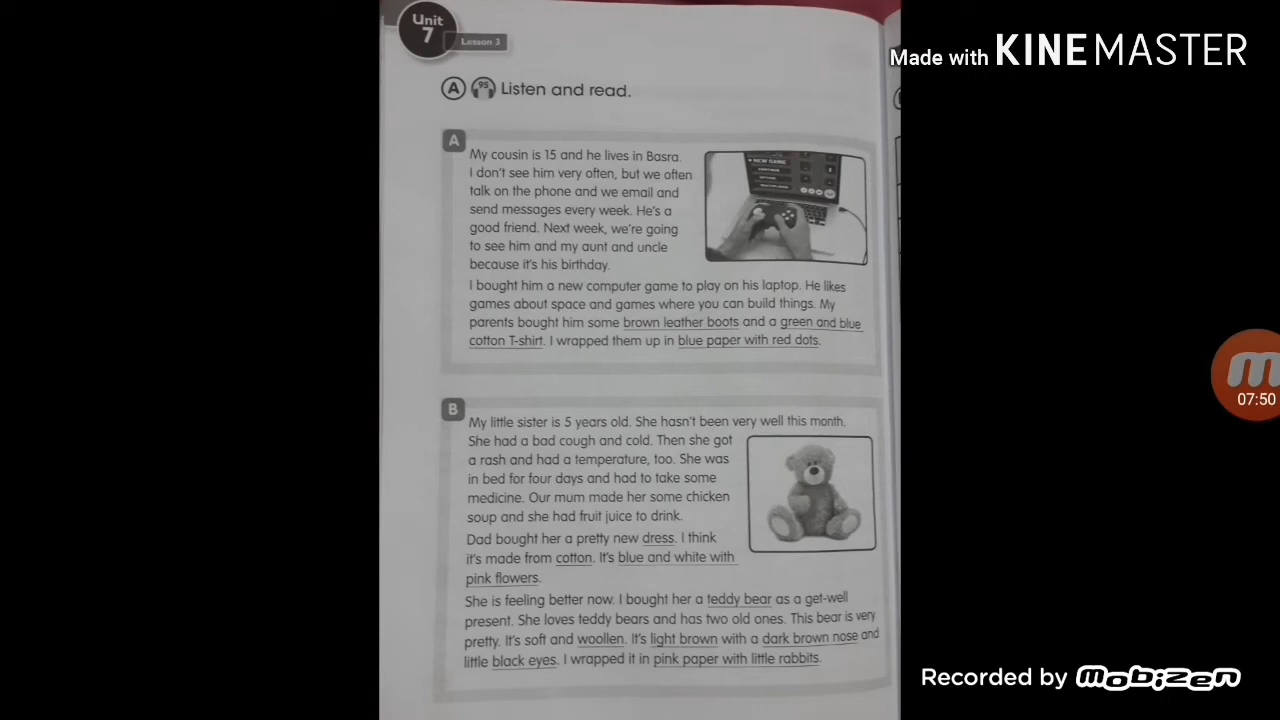 Unit
7
Lesson 3
Made with KINEMASTER
A 95 Listen and read.
A
My cousin is 15 and he lives in Basra.
I don't see him very often, but we often
talk on the phone and we email and
send messages every week. He's a
good friend. Next week, we're going
to see him and my aunt and uncle
because it's his birthday.
NEW GAME
I bought him a new computer game to play on his laptop. He likes
games about space and games where you can build things. My
parents bought him some brown leather boots and a green and blue
cotton T-shirt. I wrapped them up in blue paper with red dots.
07:50
B
My little sister is 5 years old. She hasn't been very well this month.
She had a bad cough and cold. Then she got
a rash and had a temperature, too. She was
in bed for four days and had to take some
medicine. Our mum made her some chicken
soup and she had fruit juice to drink.
Dad bought her a pretty new dress. I think
it's made from cotton. It's blue and white with
pink flowers.
She is feeling better now. I bought her a teddy bear as a get-well
present. She loves teddy bears and has two old ones. This bear is very
pretty. It's soft and woollen. It's light brown with a dark brown nose and
little black eyes. I wrapped it in pink paper with little rabbits.
Recorded by mobizen